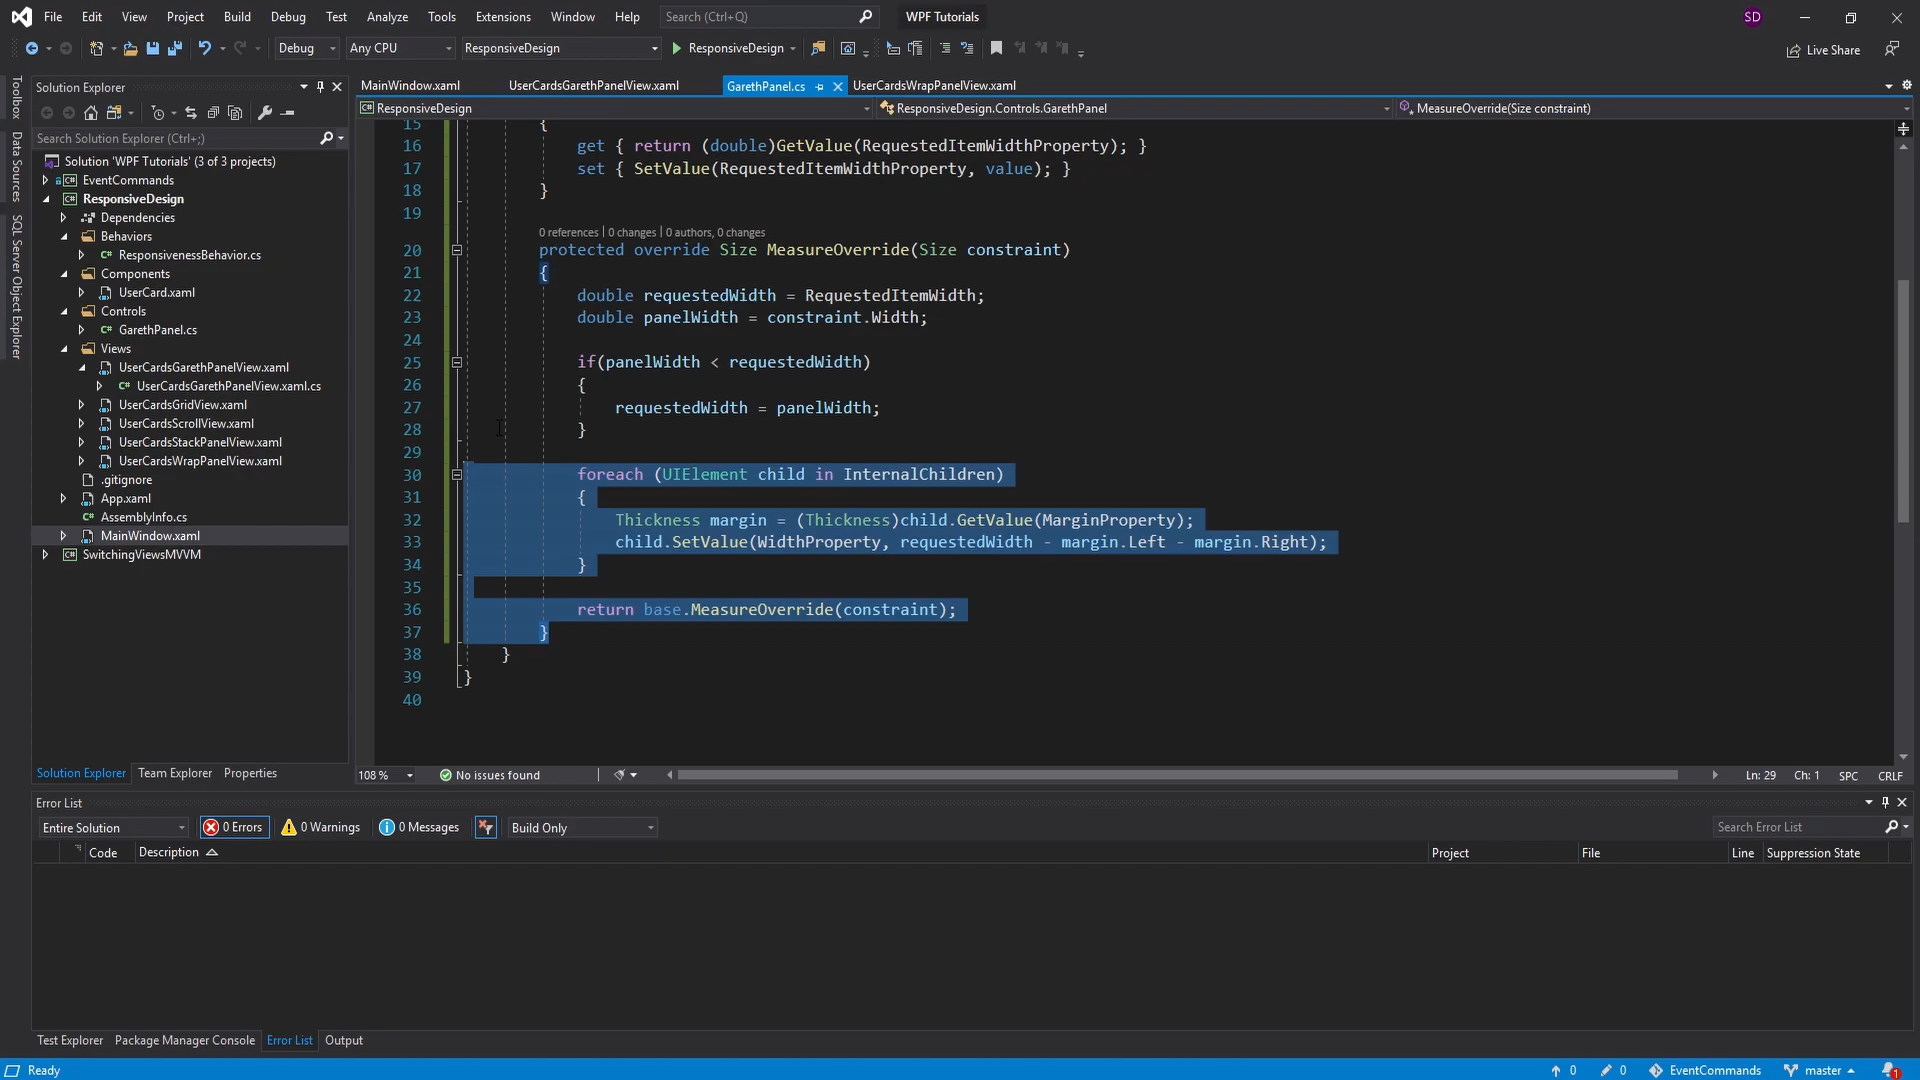 File Edit View Project Build Debug Test Analyze Tools Extensions Window Help Search (Ctrl+Q) WPF Tutorials SD
Debug Any CPU ResponsiveDesign ResponsiveDesign Live Share
Toolbox
Data Sources
SQL Server Object Explorer
Solution Explorer
Search Solution Explorer (Ctrl+;)
Solution 'WPF Tutorials' (3 of 3 projects)
EventCommands
ResponsiveDesign
Dependencies
Behaviors
ResponsivenessBehavior.cs
Components
UserCard.xaml
Controls
GarethPanel.cs
Views
UserCardsGarethPanelView.xaml
UserCardsGarethPanelView.xaml.cs
UserCardsGridView.xaml
UserCardsScrollView.xaml
UserCardsStackPanelView.xaml
UserCardsWrapPanelView.xaml
.gitignore
App.xaml
AssemblyInfo.cs
MainWindow.xaml
SwitchingViewsMVVM
Solution Explorer Team Explorer Properties
MainWindow.xaml UserCardsGarethPanelView.xaml GarethPanel.cs UserCardsWrapPanelView.xaml
ResponsiveDesign ResponsiveDesign.Controls.GarethPanel MeasureOverride(Size constraint)
15 {
16 get { return (double)GetValue(RequestedItemWidthProperty); }
17 set { SetValue(RequestedItemWidthProperty, value); }
18 }
19
0 references | 0 changes | 0 authors, 0 changes
20 protected override Size MeasureOverride(Size constraint)
21 {
22 double requestedWidth = RequestedItemWidth;
23 double panelWidth = constraint.Width;
24
25 if(panelWidth < requestedWidth)
26 {
27 requestedWidth = panelWidth;
28 }
29
30 foreach (UIElement child in InternalChildren)
31 {
32 Thickness margin = (Thickness)child.GetValue(MarginProperty);
33 child.SetValue(WidthProperty, requestedWidth - margin.Left - margin.Right);
34 }
35
36 return base.MeasureOverride(constraint);
37 }
38 }
39 }
40
108 % No issues found Ln: 29 Ch: 1 SPC CRLF
Error List
Entire Solution 0 Errors 0 Warnings 0 Messages Build Only Search Error List
Code Description Project File Line Suppression State
Test Explorer Package Manager Console Error List Output
Ready 0 0 EventCommands master 1